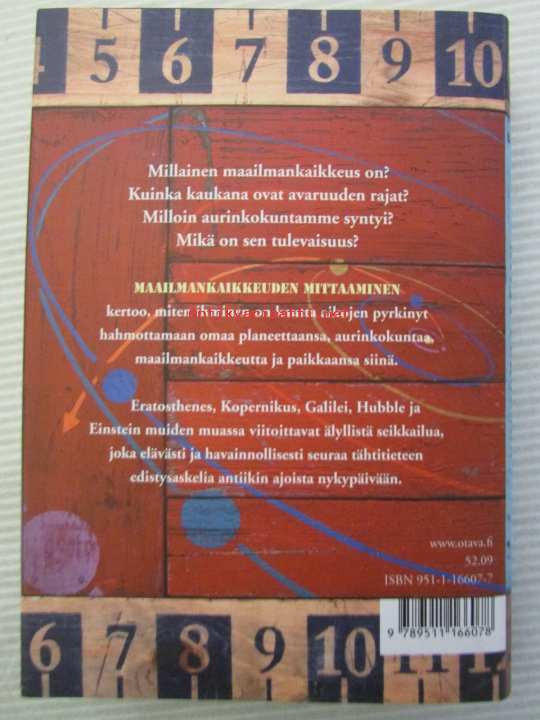 4 5 6 7 8 9 10
Millainen maailmankaikkeus on?
Kuinka kaukana ovat avaruuden rajat?
Milloin aurinkokuntamme syntyi?
Mikä on sen tulevaisuus?
MAAILMANKAIKKEUDEN MITTAAMINEN
kertoo, miten ihmiskunta on kautta aikojen pyrkinyt
hahmottamaan omaa planeettaansa, aurinkokuntaa,
maailmankaikkeutta ja paikkaansa siinä.
Eratosthenes, Kopernikus, Galilei, Hubble ja
Einstein muiden muassa viitoittavat älyllistä seikkailua,
joka elävästi ja havainnollisesti seuraa tähtitieteen
edistysaskelia antiikin ajoista nykypäivään.
www.otava.fi
52.09
ISBN 951-1-16607-7
9 789511 166078
6 7 8 9 10 11 12